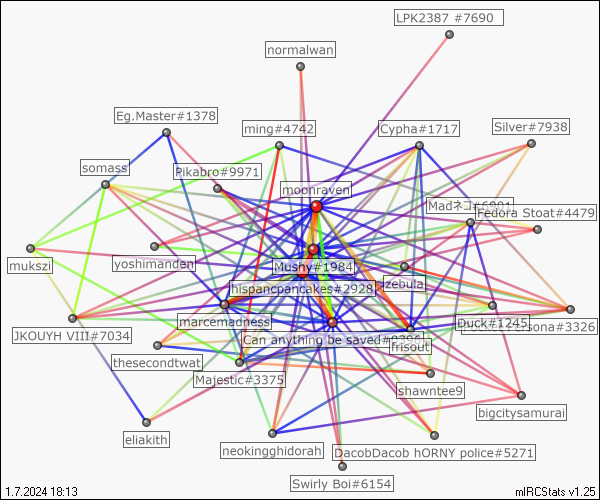 LPK2387 #7690
normalwan
Eg.Master#1378
ming#4742
Cypha#1717
Silver#7938
somass
Pikabro#9971
moonraven
Madネコ#6901
Fedora Stoat#4479
mukszi
yoshimanden
Mushy#1984
hispancpancakes#2928
zebula
JKOUYH VIII#7034
marcemadness
Duck#1245
sona#3326
Can anything be saved#
frisout
thesecondtwat
Majestic#3375
shawntee9
bigcitysamurai
eliakith
neokingghidorah
DacobDacob hORNY police#5271
Swirly Boi#6154
1.7.2024 18:13
mIRCStats v1.25